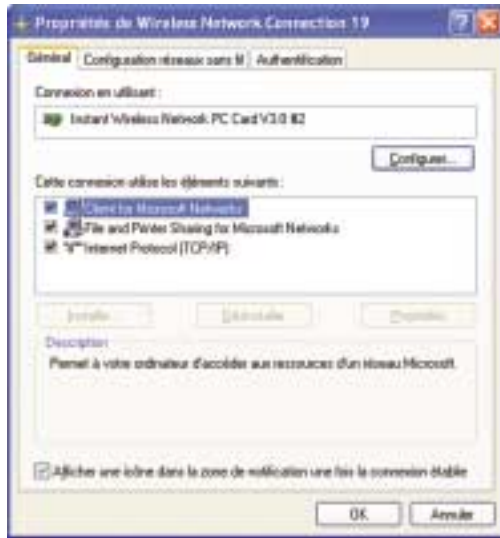 Propriétés de Wireless Network Connection 19
Général Configuration réseaux sans fil Authentification
Connexion en utilisant :
Instant Wireless Network PC Card V3.0 #2
Configurer...
Cette connexion utilise les éléments suivants :
Client for Microsoft Networks
File and Printer Sharing for Microsoft Networks
Internet Protocol (TCP/IP)
Installer... Désinstaller Propriétés
Description
Permet à votre ordinateur d'accéder aux ressources d'un réseau Microsoft.
Afficher une icône dans la zone de notification une fois la connexion établie
OK Annuler